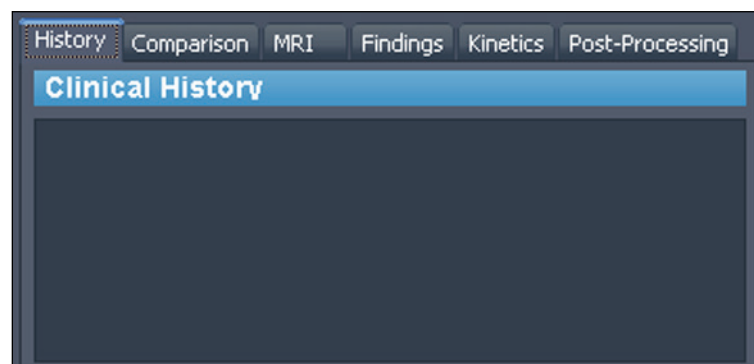 History Comparison MRI Findings Kinetics Post-Processing
Clinical History